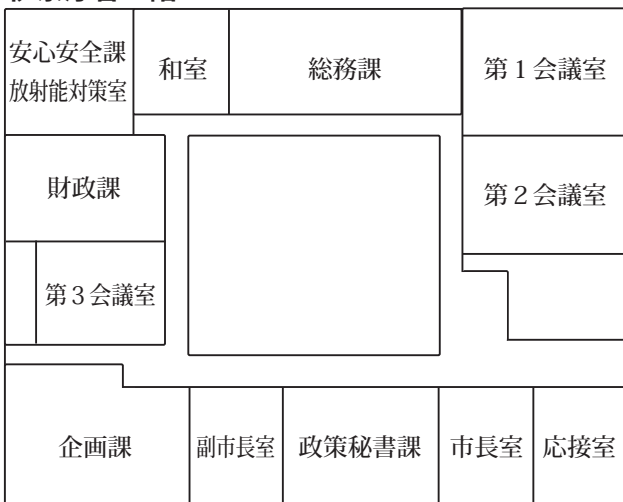 安心安全課
放射能対策室
和室
総務課
第１会議室
財政課
第２会議室
第３会議室
企画課
副市長室
政策秘書課
市長室
応接室